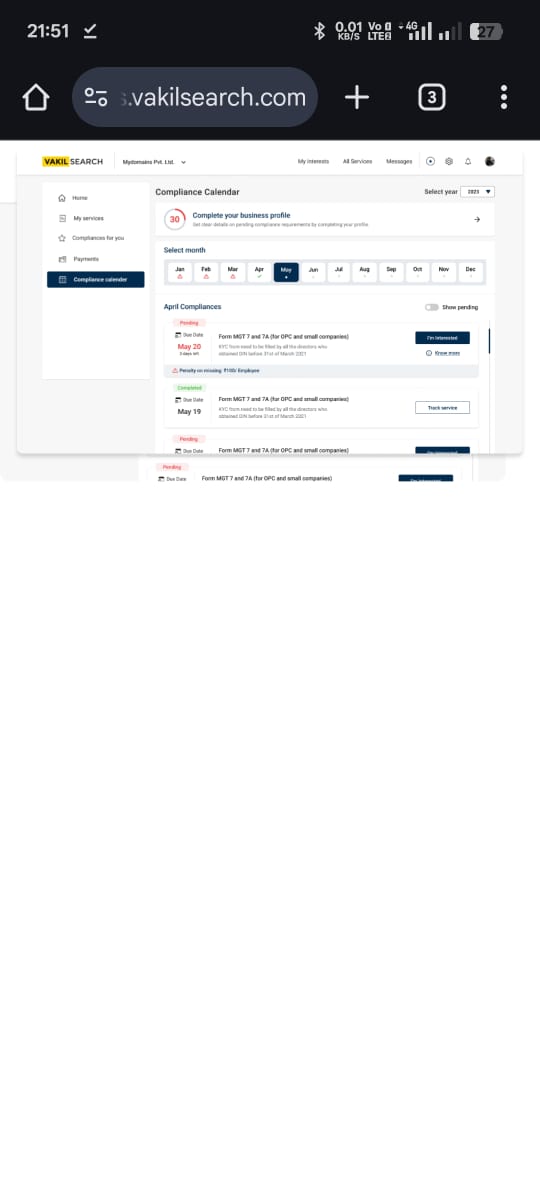 21:51
0.01 KB/S
Vo LTE
4G
27
s.vakilsearch.com
3
VAKILSEARCH
Mydomains Pvt. Ltd.
My Interests
All Services
Messages
Home
My services
Compliances for you
Payments
Compliance calender
Compliance Calendar
Select year
2023
30
Complete your business profile
Get clear details on pending compliance requirements by completing your profile
Select month
Jan
Feb
Mar
Apr
May
Jun
Jul
Aug
Sep
Oct
Nov
Dec
April Compliances
Show pending
Pending
Due Date
May 20
3 days left
Form MGT 7 and 7A (for OPC and small companies)
KYC from need to be filled by all the directors who
obtained DIN before 31st of March 2021
I'm Interested
Know more
Penalty on missing: ₹100/ Employee
Completed
Due Date
May 19
Form MGT 7 and 7A (for OPC and small companies)
KYC from need to be filled by all the directors who
obtained DIN before 31st of March 2021
Track service
Pending
Due Date
Form MGT 7 and 7A (for OPC and small companies)
Pending
Due Date
Form MGT 7 and 7A (for OPC and small companies)